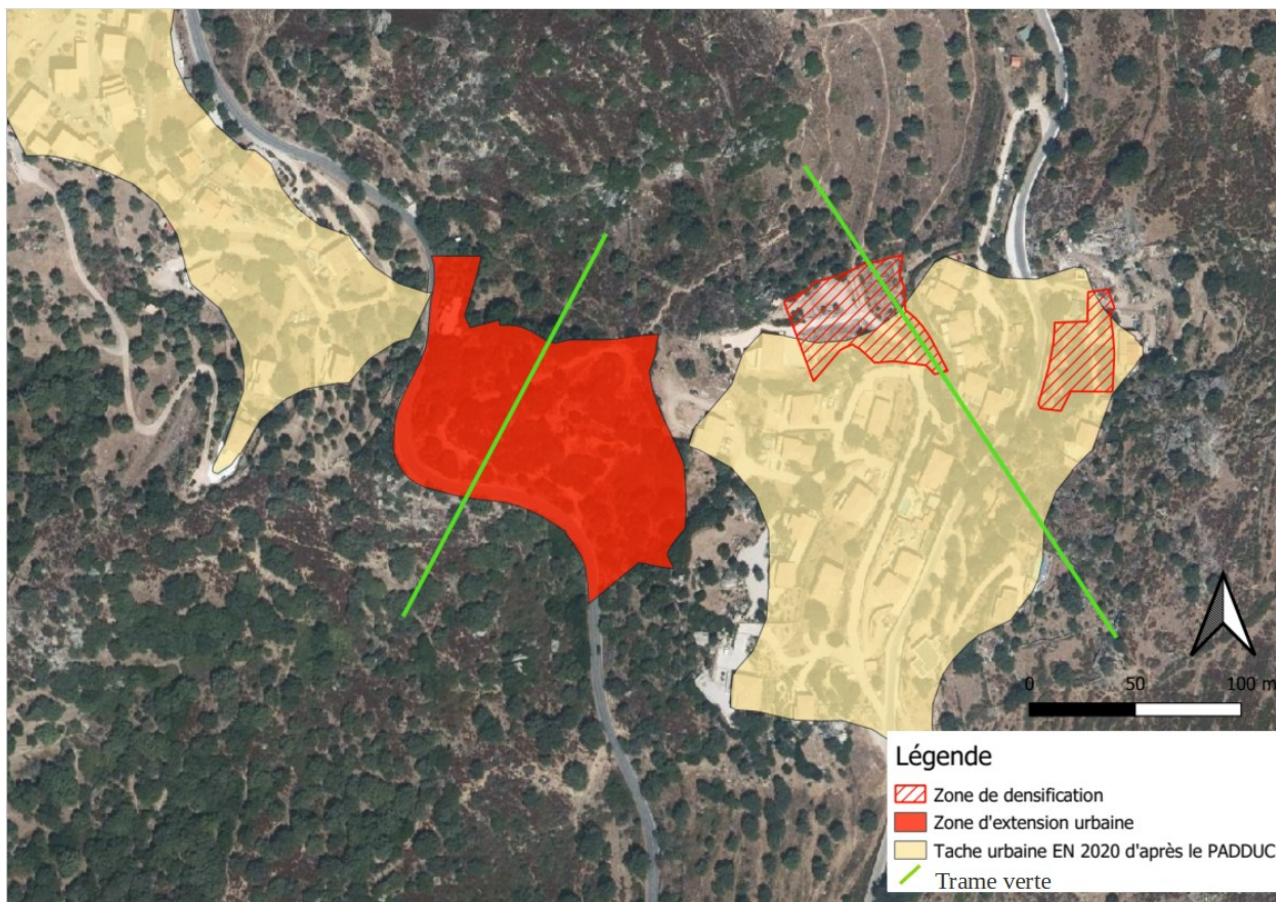 0 50 100 m
Légende
Zone de densification
Zone d'extension urbaine
Tache urbaine EN 2020 d'après le PADDUC
Trame verte